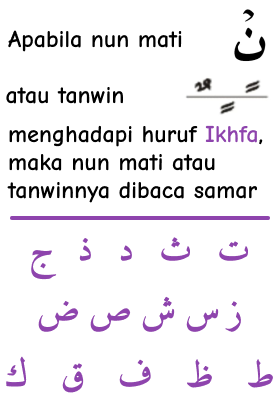 Apabila nun mati نْ
atau tanwin ـًـ ـٍـ ـٌـ
menghadapi huruf Ikhfa,
maka nun mati atau
tanwinnya dibaca samar
ت ث د ذ ج
ز س ش ص ض
ط ظ ف ق ك